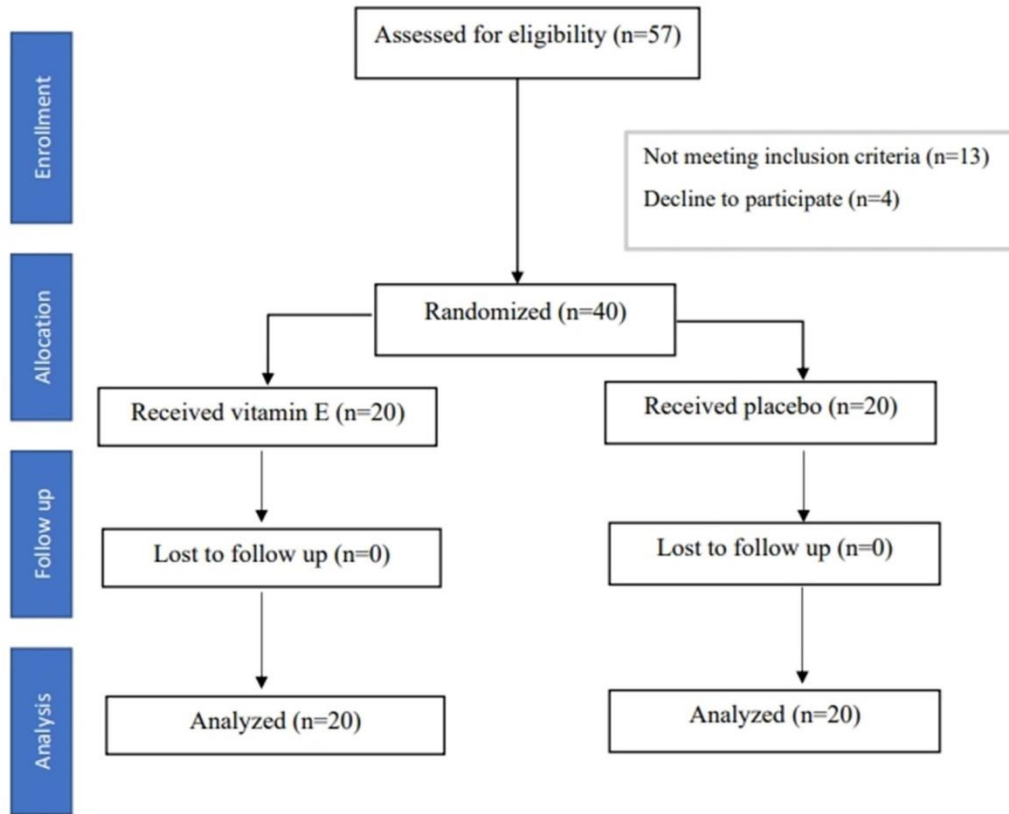 Assessed for eligibility (n=57)
Enrollment
Not meeting inclusion criteria (n=13)
Decline to participate (n=4)
Allocation
Randomized (n=40)
Received vitamin E (n=20)
Received placebo (n=20)
Follow up
Lost to follow up (n=0)
Lost to follow up (n=0)
Analysis
Analyzed (n=20)
Analyzed (n=20)